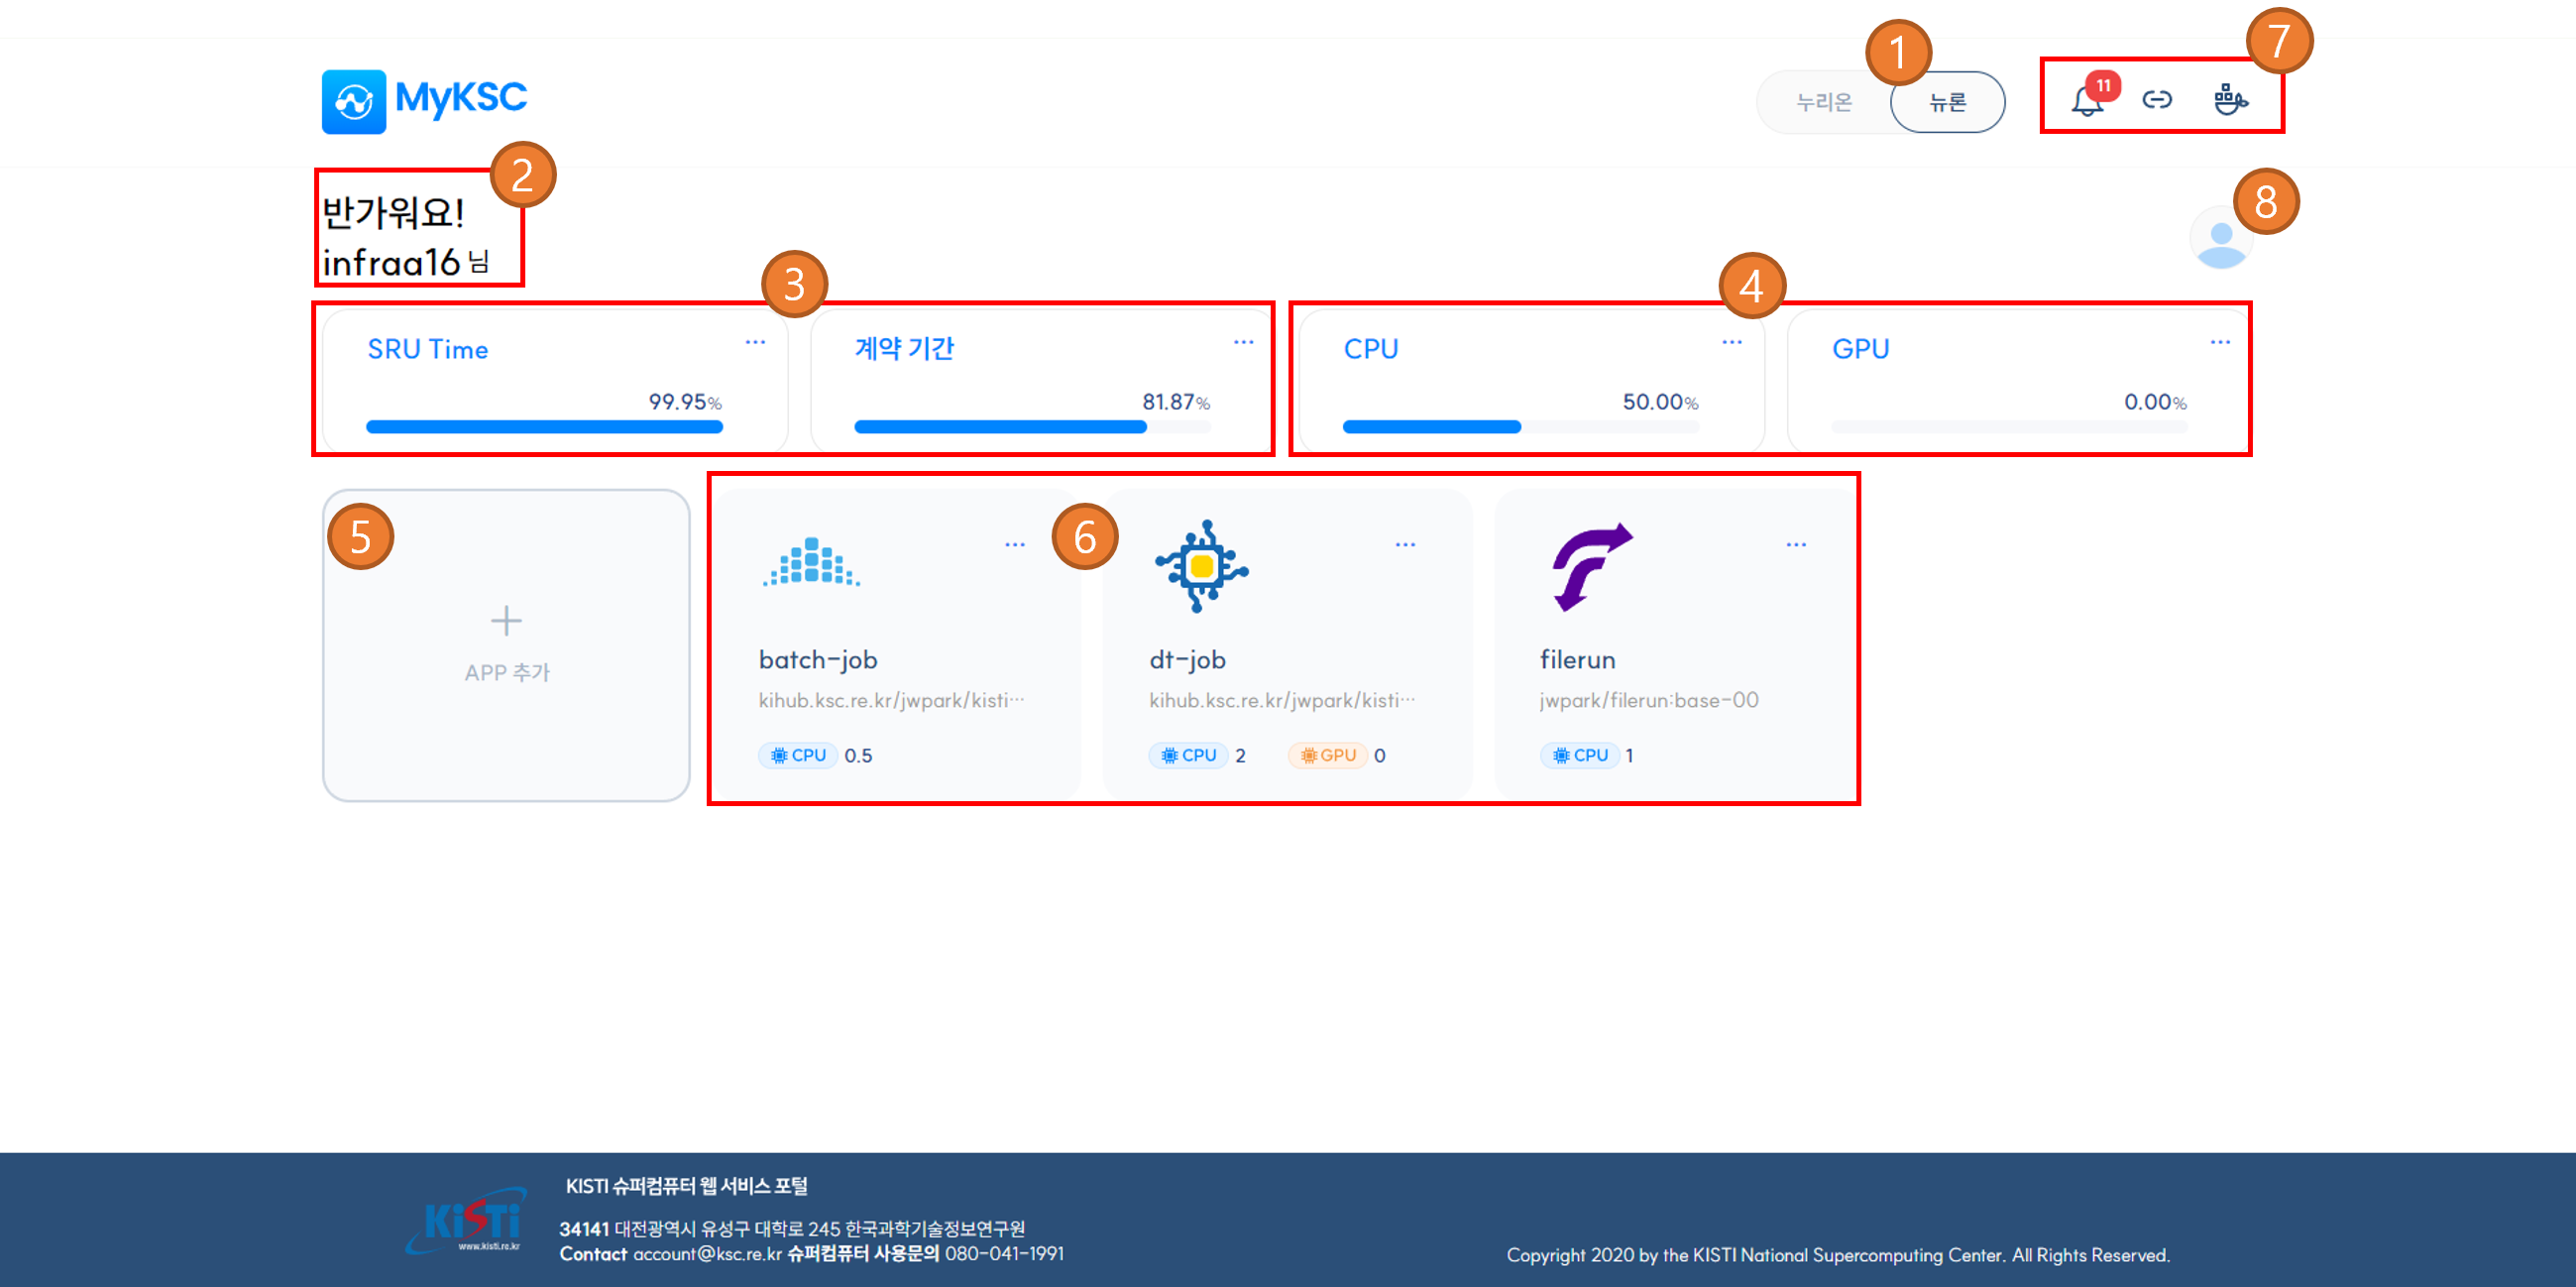 7
1
11
MyKSC
누리온
뉴론
2
8
반가워요!
infraa16 님
3
4
SRU Time ...
계약 기간 ...
CPU ...
GPU ...
99.95%
81.87%
50.00%
0.00%
5
6
... ... ...
+
APP 추가
batch-job
kihub.ksc.re.kr/jwpark/kisti...
CPU 0.5
dt-job
kihub.ksc.re.kr/jwpark/kisti...
CPU 2 GPU 0
filerun
jwpark/filerun:base-00
CPU 1
KiSTi
www.kisti.re.kr
KISTI 슈퍼컴퓨터 웹 서비스 포털
34141 대전광역시 유성구 대학로 245 한국과학기술정보연구원
Contact account@ksc.re.kr 슈퍼컴퓨터 사용문의 080-041-1991
Copyright 2020 by the KISTI National Supercomputing Center. All Rights Reserved.